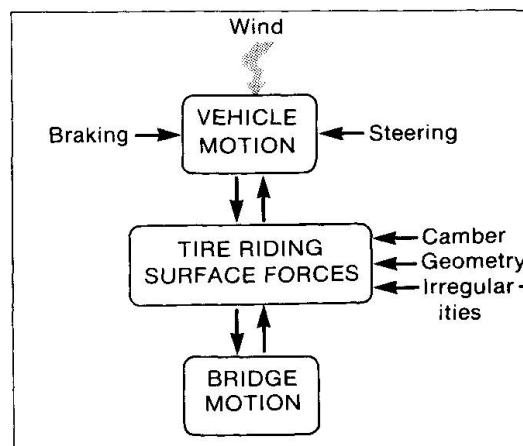 Wind
VEHICLE
MOTION
Braking
Steering
TIRE RIDING
SURFACE FORCES
Camber
Geometry
Irregular-
ities
BRIDGE
MOTION